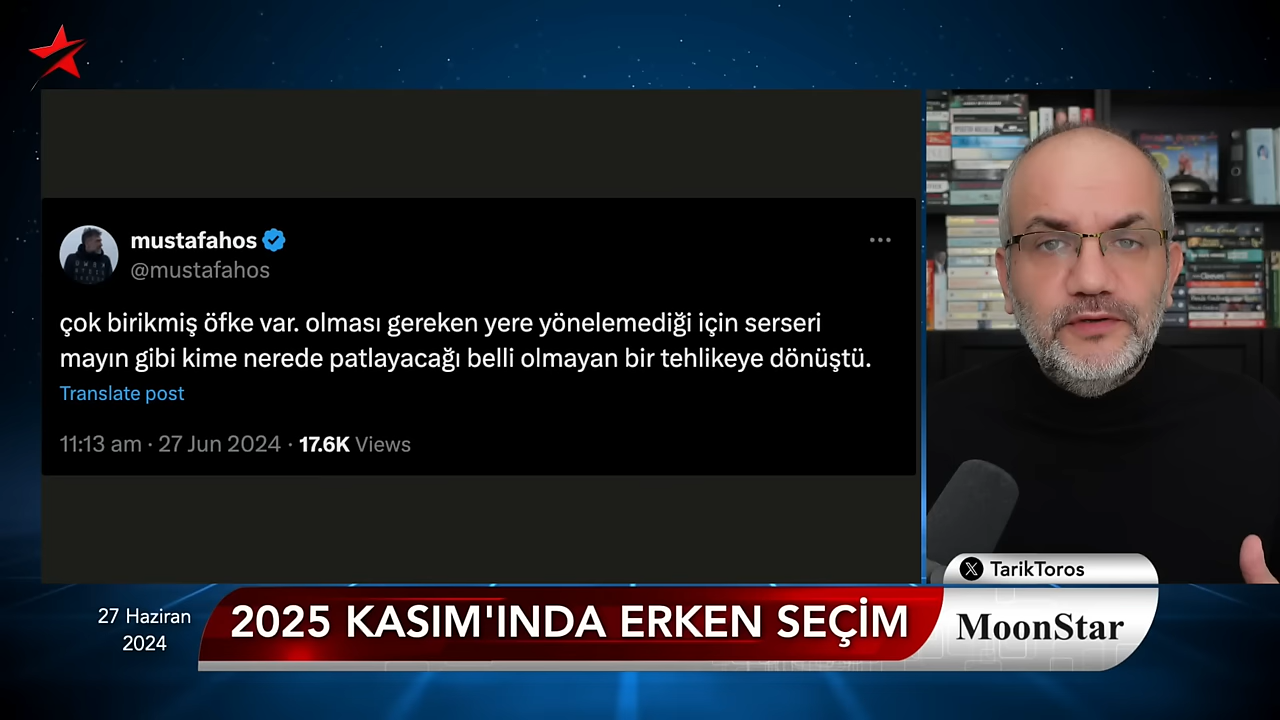 mustafahos
@mustafahos
çok birikmiş öfke var. olması gereken yere yönelemediği için serseri
mayın gibi kime nerede patlayacağı belli olmayan bir tehlikeye dönüştü.
Translate post
11:13 am · 27 Jun 2024 · 17.6K Views
TarikToros
27 Haziran
2024
2025 KASIM'INDA ERKEN SEÇİM
MoonStar